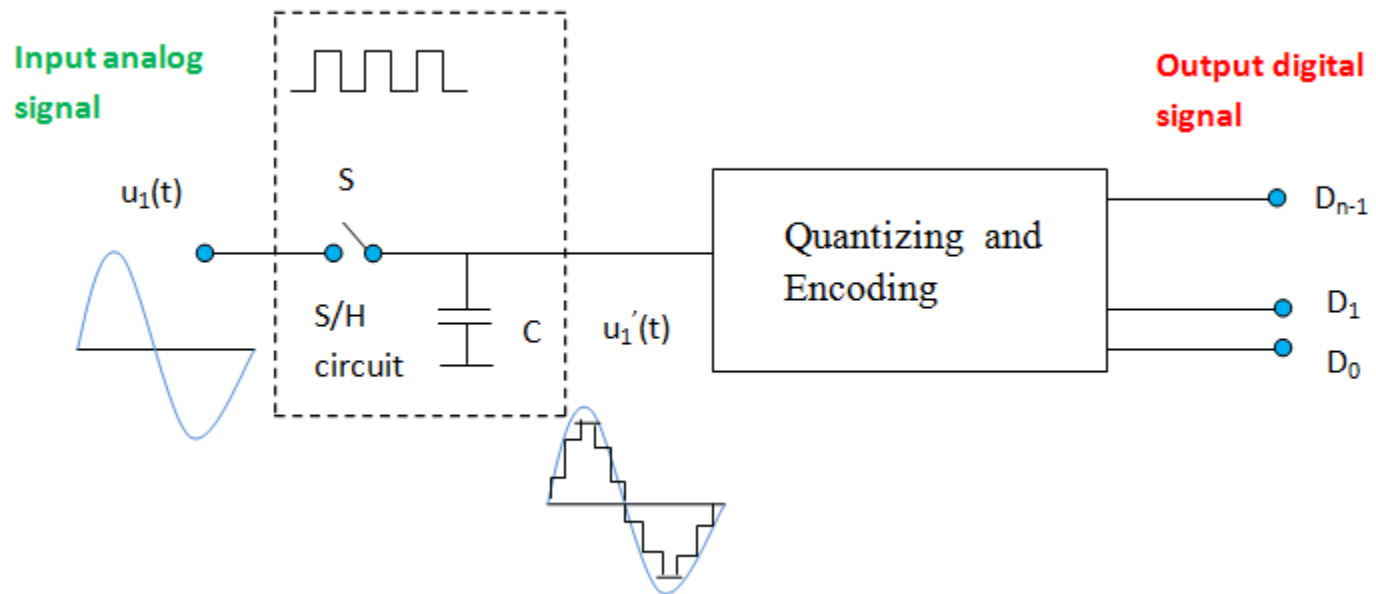 Input analog
signal
Output digital
signal
u₁(t)
S
S/H
circuit
C
u₁′(t)
Quantizing and
Encoding
Dₙ₋₁
D₁
D₀